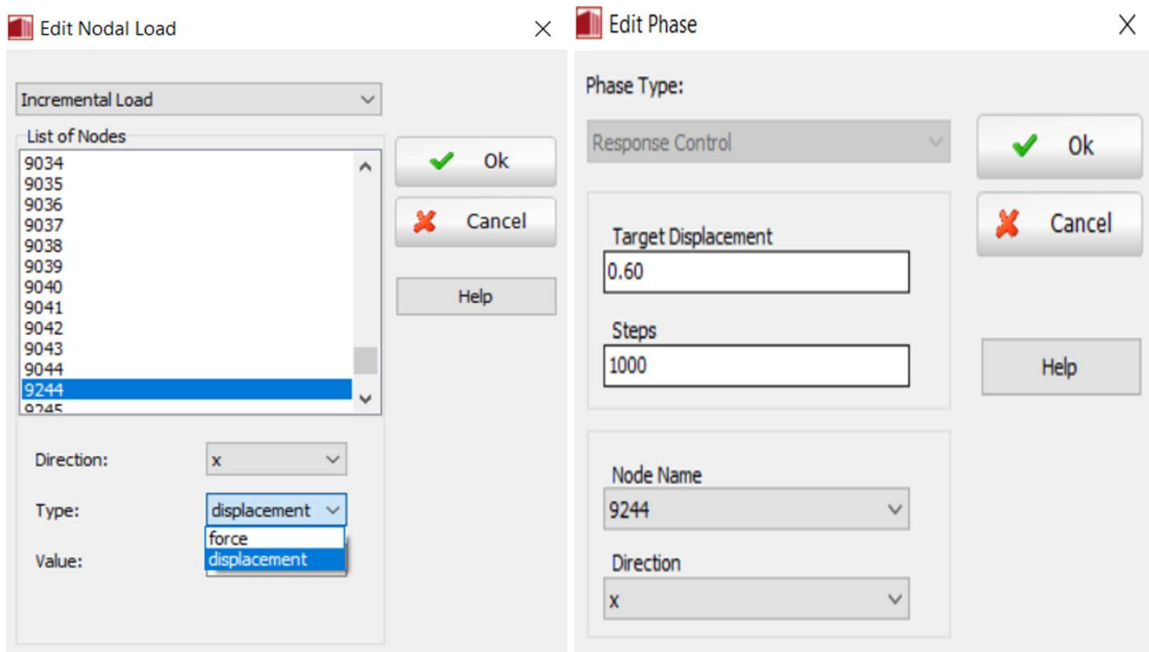 Edit Nodal Load
Incremental Load
List of Nodes
9034
9035
9036
9037
9038
9039
9040
9041
9042
9043
9044
9244
9245
Ok
Cancel
Help
Direction:
x
Type:
displacement
force
displacement
Value:
Edit Phase
Phase Type:
Response Control
Ok
Cancel
Target Displacement
0.60
Steps
1000
Help
Node Name
9244
Direction
x